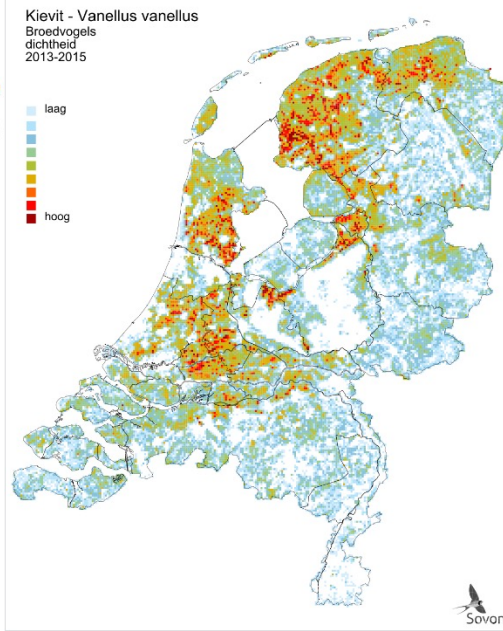 Kievit - Vanellus vanellus
Broedvogels
dichtheid
2013-2015
laag
hoog
Sovon